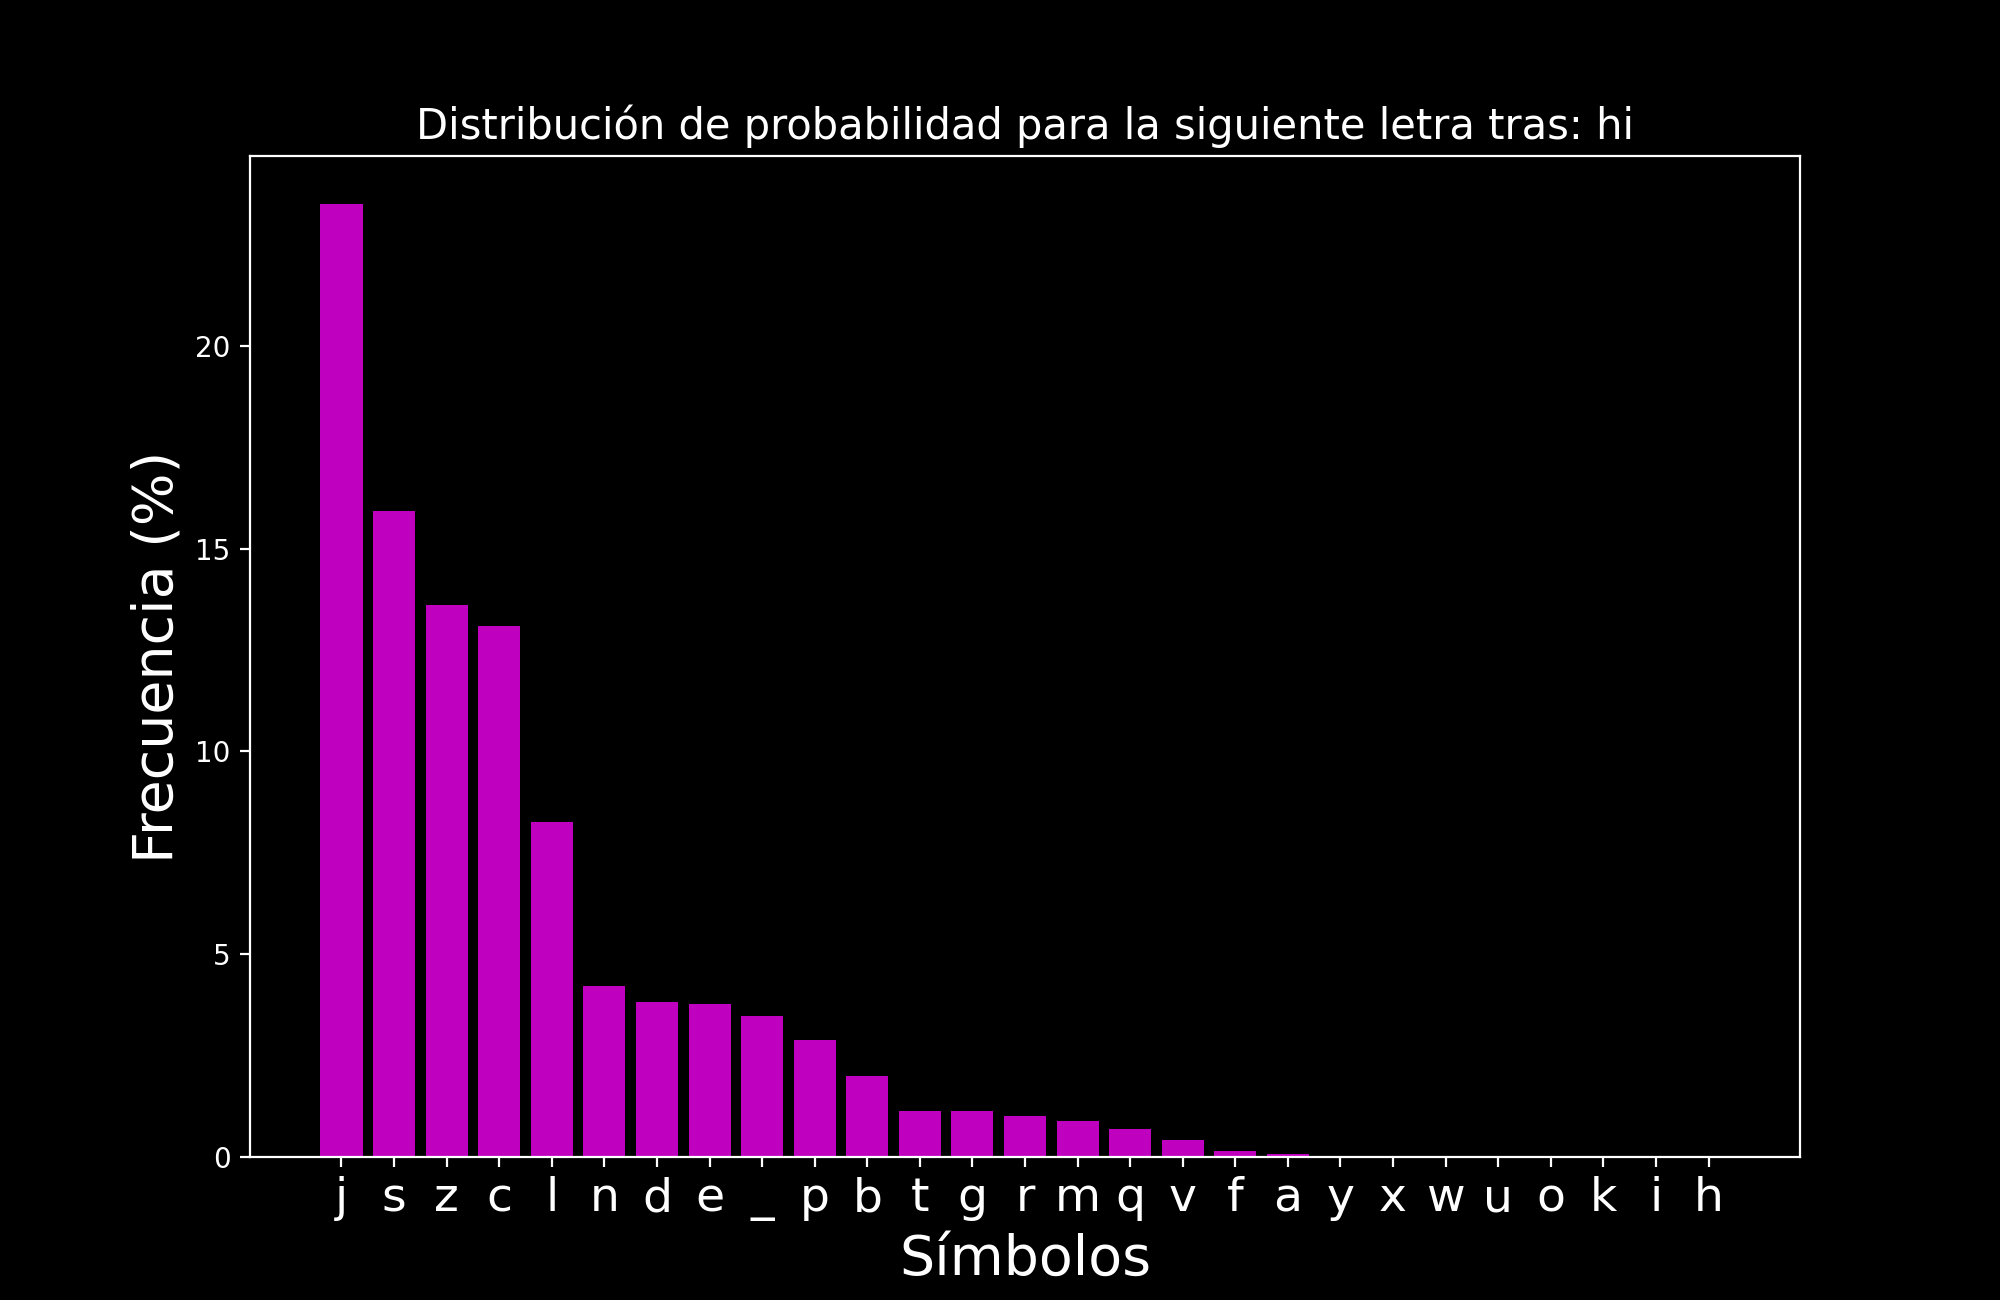 Distribución de probabilidad para la siguiente letra tras: hi
Frecuencia (%)
20
15
10
5
0
j s z c l n d e _ p b t g r m q v f a y x w u o k i h
Símbolos